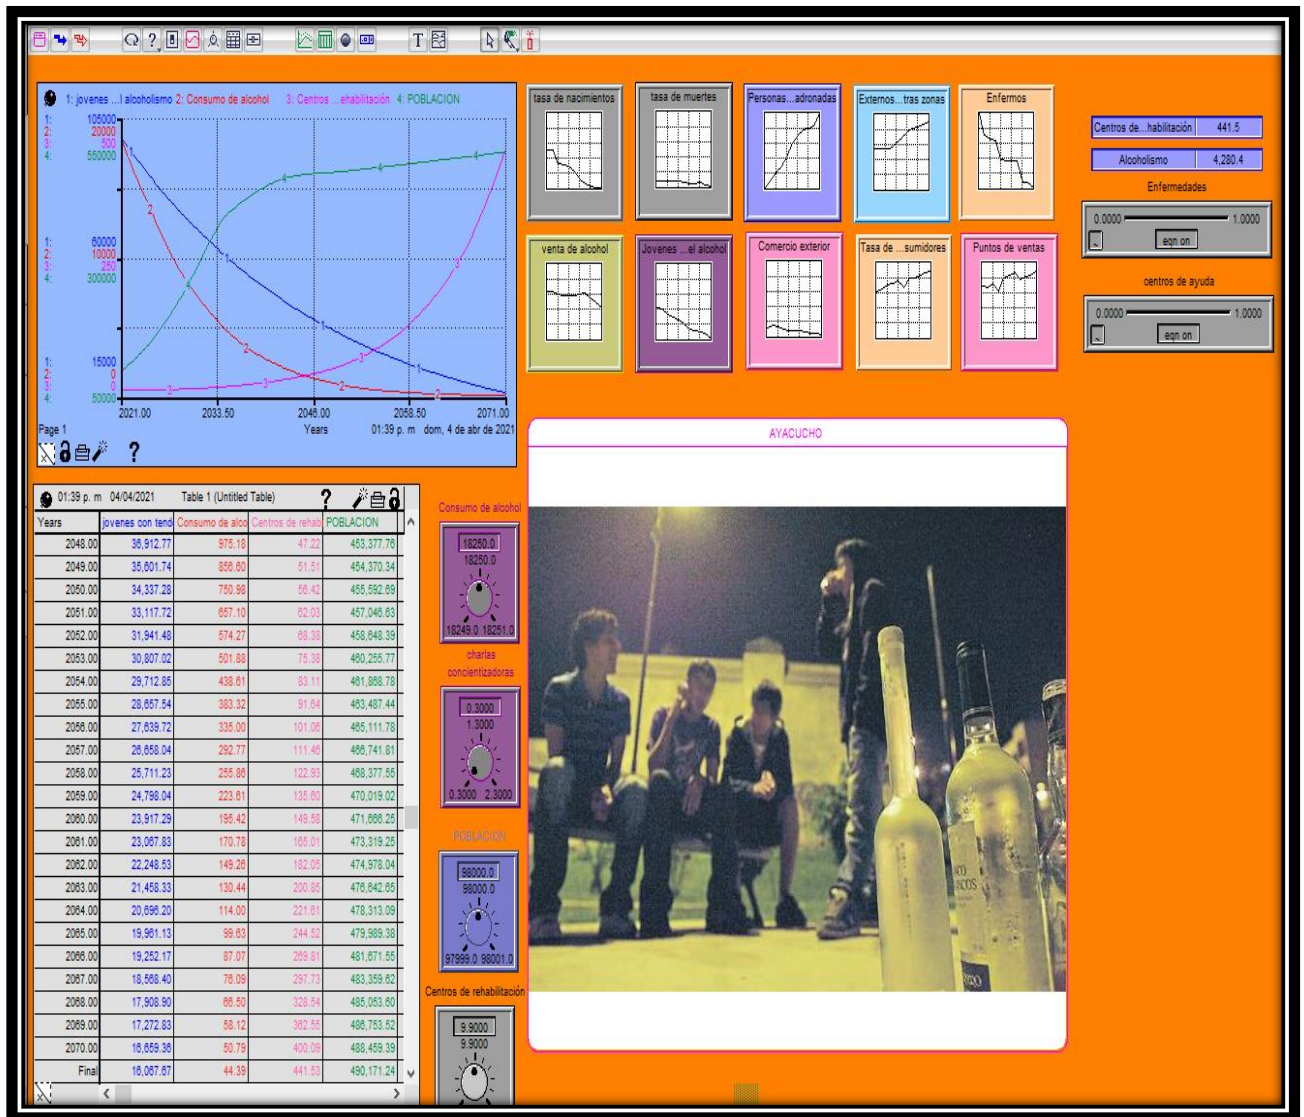 1: jovenes ...l alcoholismo 2: Consumo de alcohol 3: Centros ...ehabilitación 4: POBLACION
1: 105000
2: 20000
3: 500
4: 550000
1: 60000
2: 10000
3: 250
4: 300000
1: 15000
2: 0
3: 0
4: 50000
2021.00 2033.50 2046.00 2058.50 2071.00
Page 1 Years 01:39 p. m dom, 4 de abr de 2021
?
tasa de nacimientos
tasa de muertes
Personas...adronadas
Externos...tras zonas
Enfermos
venta de alcohol
Jovenes ...el alcohol
Comercio exterior
Tasa de ...sumidores
Puntos de ventas
Centros de...habilitación 441.5
Alcoholismo 4,280.4
Enfermedades
0.0000 1.0000
~ eqn on
centros de ayuda
0.0000 1.0000
~ eqn on
01:39 p. m 04/04/2021 Table 1 (Untitled Table) ?
Years jovenes con tend Consumo de alco Centros de rehab POBLACION
2048.00 36,912.77 975.18 47.22 453,377.76
2049.00 35,601.74 856.60 51.51 454,370.34
2050.00 34,337.28 750.98 56.42 455,592.69
2051.00 33,117.72 657.10 62.03 457,046.63
2052.00 31,941.48 574.27 68.38 458,648.39
2053.00 30,807.02 501.88 75.38 460,255.77
2054.00 29,712.85 438.61 83.11 461,868.78
2055.00 28,657.54 383.32 91.64 463,487.44
2056.00 27,639.72 335.00 101.06 465,111.78
2057.00 26,658.04 292.77 111.46 466,741.81
2058.00 25,711.23 255.86 122.93 468,377.55
2059.00 24,798.04 223.61 135.60 470,019.02
2060.00 23,917.29 195.42 149.58 471,666.25
2061.00 23,067.83 170.78 165.01 473,319.25
2062.00 22,248.53 149.26 182.05 474,978.04
2063.00 21,458.33 130.44 200.85 476,642.65
2064.00 20,696.20 114.00 221.61 478,313.09
2065.00 19,961.13 99.63 244.52 479,989.38
2066.00 19,252.17 87.07 269.81 481,671.55
2067.00 18,568.40 76.09 297.73 483,359.62
2068.00 17,908.90 66.50 328.54 485,053.60
2069.00 17,272.83 58.12 362.55 486,753.52
2070.00 16,659.36 50.79 400.09 488,459.39
Final 16,067.67 44.39 441.53 490,171.24
Consumo de alcohol
18250.0
18250.0
18249.0 18251.0
charlas
concientizadoras
0.3000
1.3000
0.3000 2.3000
POBLACION
98000.0
98000.0
97999.0 98001.0
Centros de rehabilitación
9.9000
9.9000
AYACUCHO